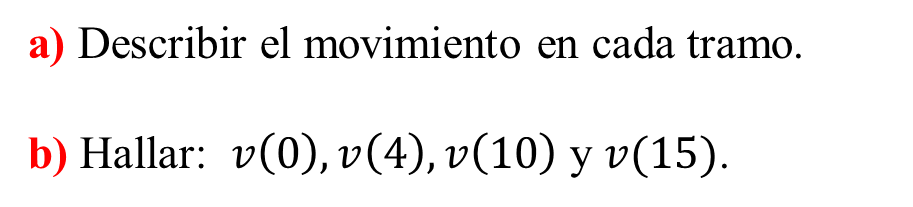 a) Describir el movimiento en cada tramo.
b) Hallar: v(0), v(4), v(10) y v(15).